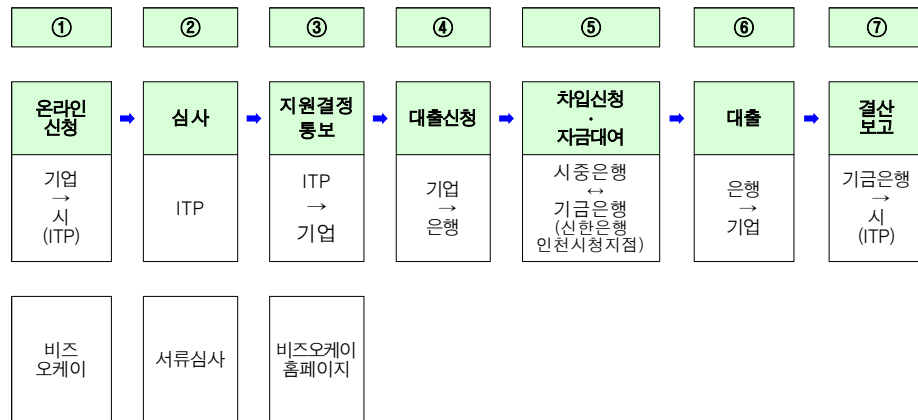 ①
②
③
④
⑤
⑥
⑦
온라인
신청
➡
심사
➡
지원결정
통보
➡
대출신청
➡
차입신청
·
자금대여
➡
대출
➡
결산
보고
기업
→
시
(ITP)
ITP
ITP
→
기업
기업
→
은행
시중은행
↔
기금은행
(신한은행
인천시청지점)
은행
→
기업
기금은행
→
시
(ITP)
비즈
오케이
서류심사
비즈오케이
홈페이지